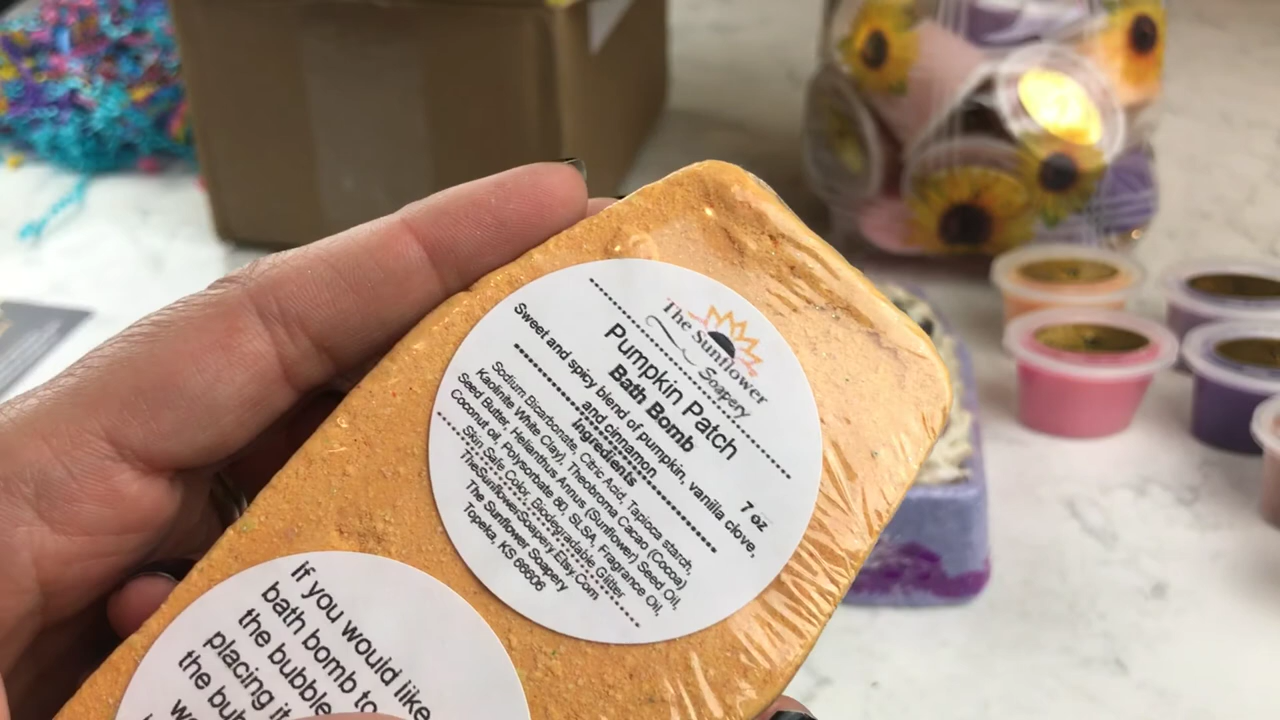 The Sunflower
Soapery
Pumpkin Patch
Bath Bomb
7 oz
Sweet and spicy blend of pumpkin, vanilla clove,
and cinnamon
Ingredients
Sodium Bicarbonate, Citric Acid, Tapioca starch,
Kaolinite White Clay), Theobroma Cacao (Cocoa)
Seed Butter, Helianthus Annus (Sunflower) Seed Oil,
Coconut oil, Polysorbate 80, SLSA, Fragrance Oil,
Skin Safe Color, Biodegradable Glitter
TheSunflowerSoapery.Etsy.Com
The Sunflower Soapery
Topeka, KS 66606
If you would like
bath bomb to
the bubble
placing it
the bub